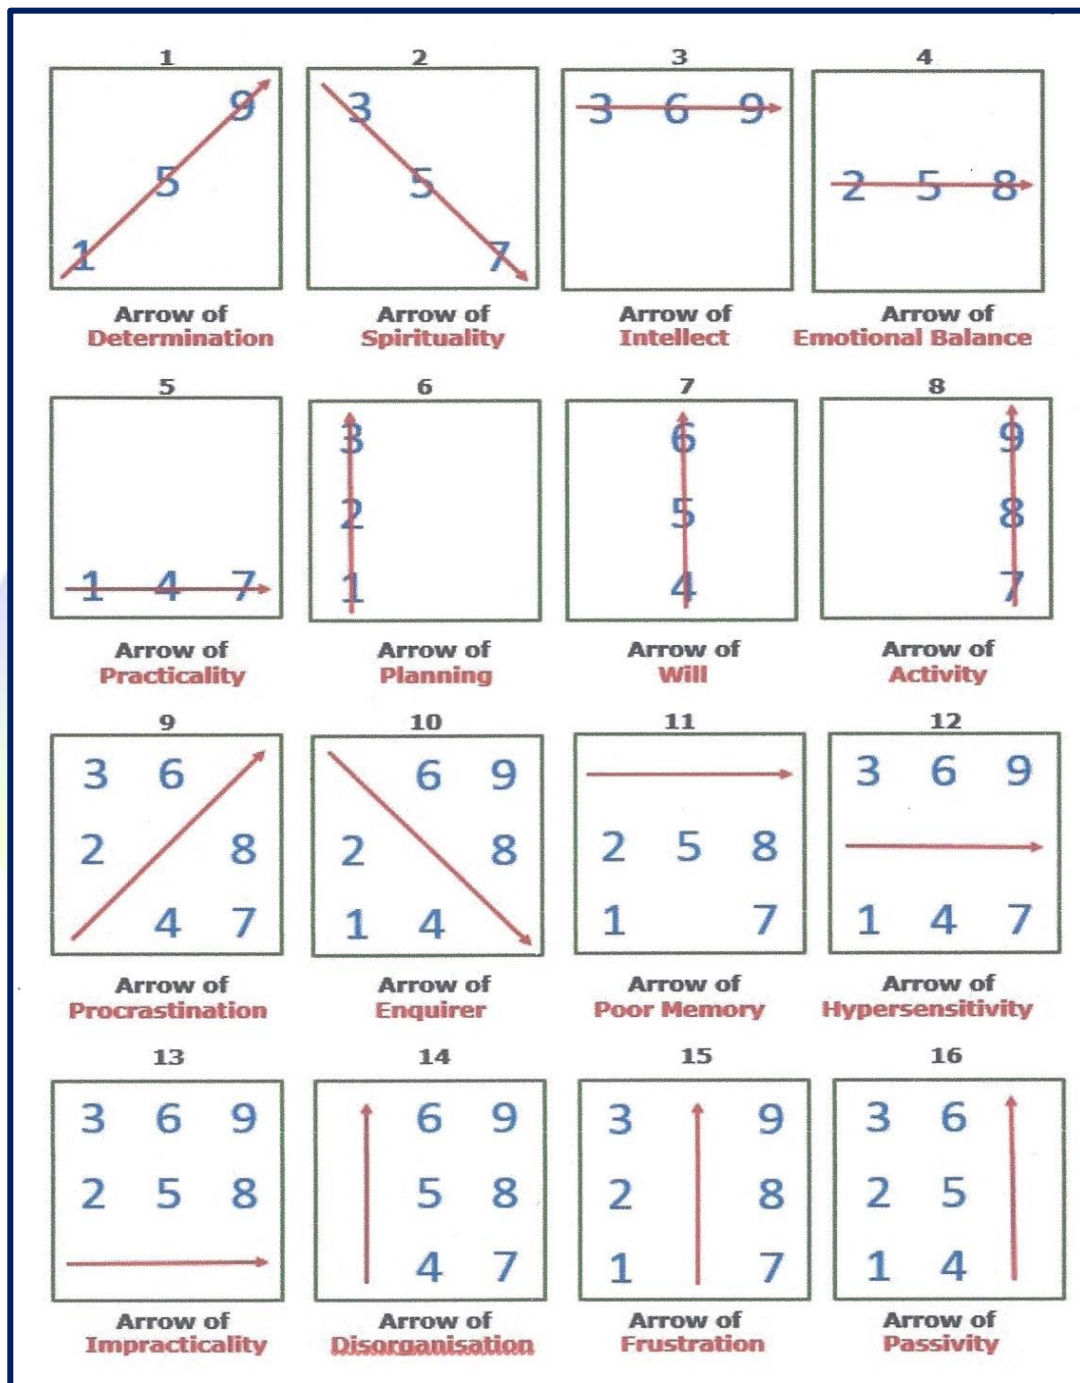 1 2 3 4
9 3 3 6 9
5 5 2 5 8
1 7
Arrow of Arrow of Arrow of Arrow of
Determination Spirituality Intellect Emotional Balance
5 6 7 8
3 6 9
2 5 8
1 4 7 1 4 7
Arrow of Arrow of Arrow of Arrow of
Practicality Planning Will Activity
9 10 11 12
3 6 6 9 3 6 9
2 8 2 8 2 5 8
4 7 1 4 1 7 1 4 7
Arrow of Arrow of Arrow of Arrow of
Procrastination Enquirer Poor Memory Hypersensitivity
13 14 15 16
3 6 9 6 9 3 9 3 6
2 5 8 5 8 2 8 2 5
4 7 1 7 1 4
Arrow of Arrow of Arrow of Arrow of
Impracticality Disorganisation Frustration Passivity